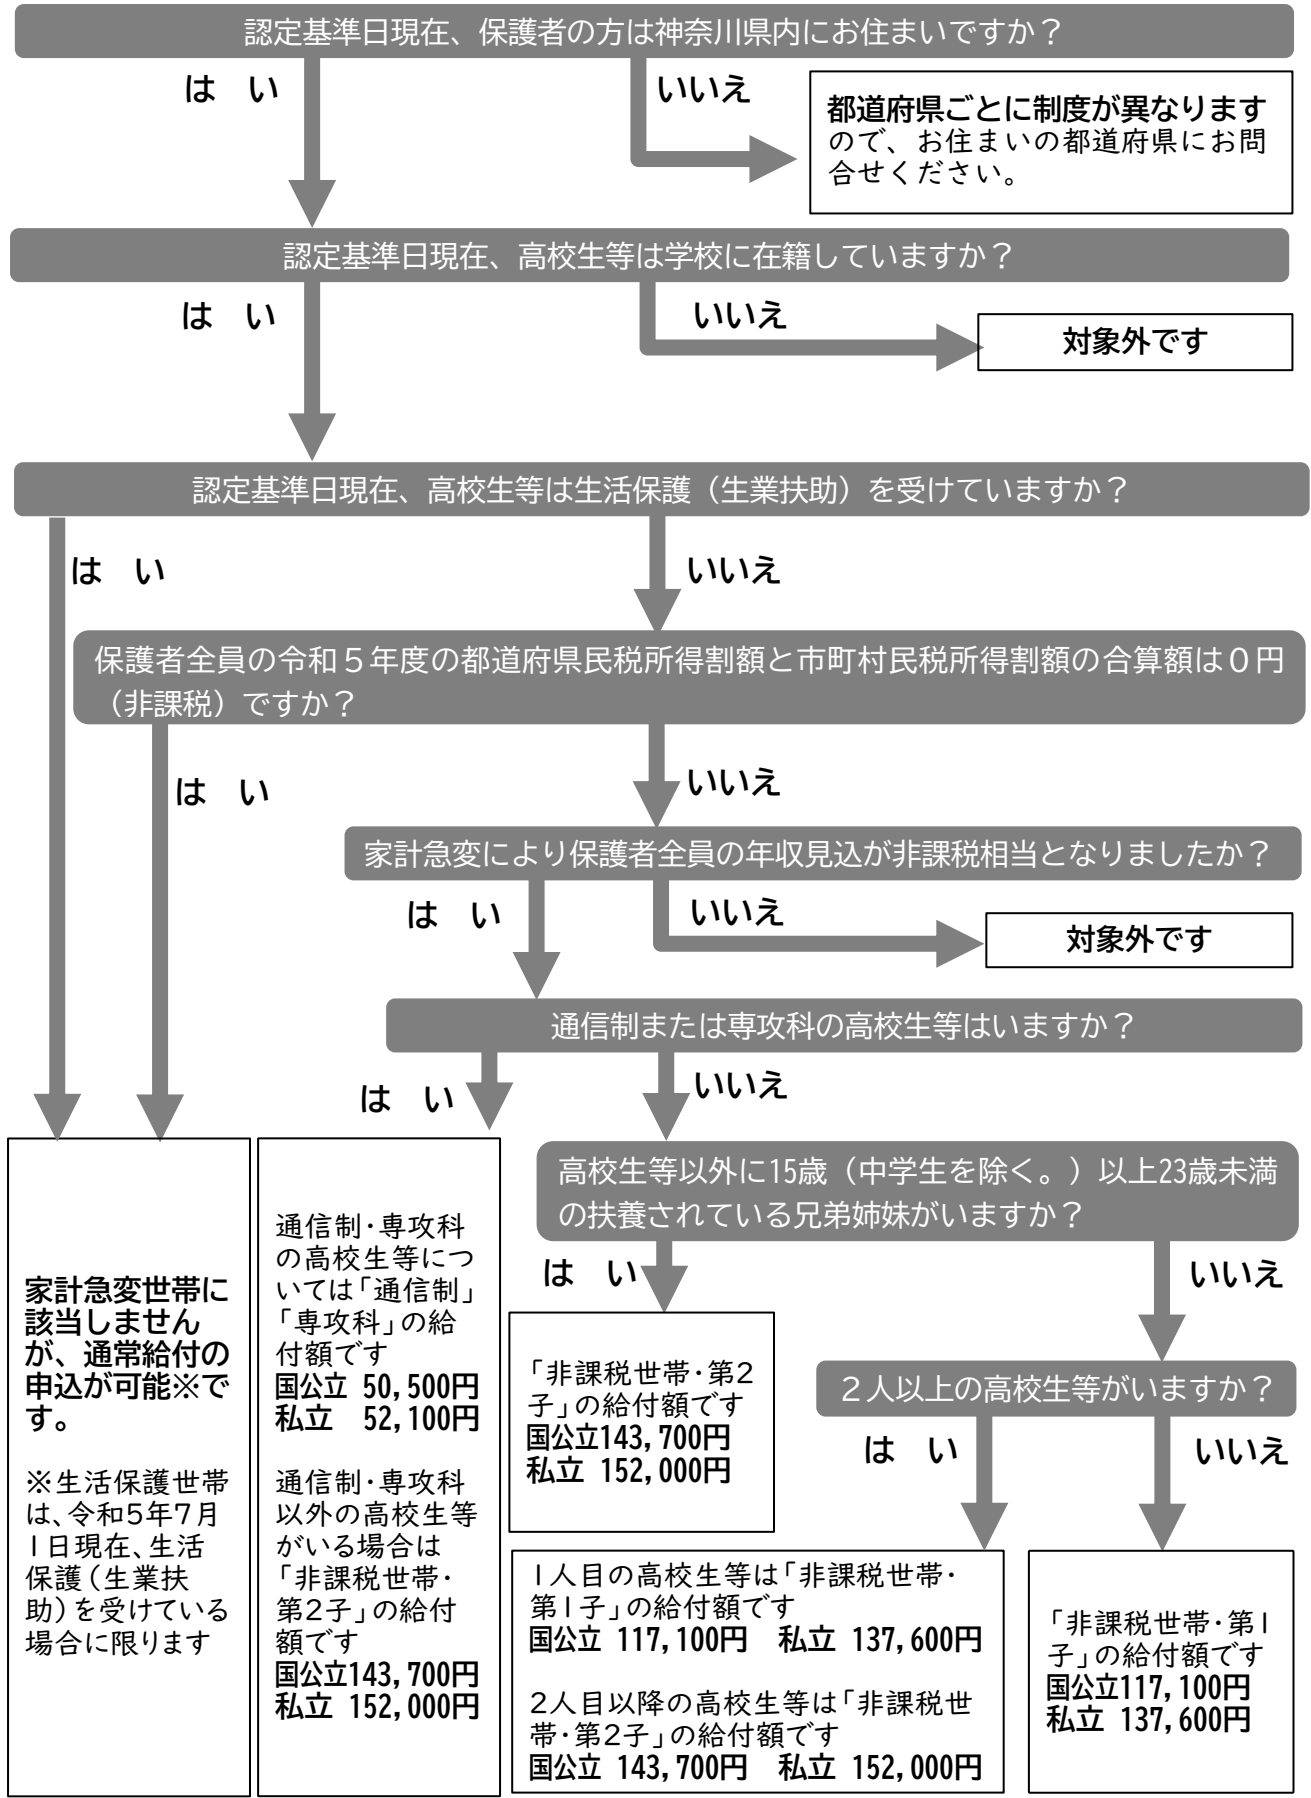 認定基準日現在、保護者の方は神奈川県内にお住まいですか？
は い
いいえ
都道府県ごとに制度が異なります
ので、お住まいの都道府県にお問
合せください。
認定基準日現在、高校生等は学校に在籍していますか？
は い
いいえ
対象外です
認定基準日現在、高校生等は生活保護（生業扶助）を受けていますか？
は い
いいえ
保護者全員の令和５年度の都道府県民税所得割額と市町村民税所得割額の合算額は０円
（非課税）ですか？
は い
いいえ
家計急変により保護者全員の年収見込が非課税相当となりましたか？
は い
いいえ
対象外です
通信制または専攻科の高校生等はいますか？
は い
いいえ
家計急変世帯に
該当しません
が、通常給付の
申込が可能※で
す。
※生活保護世帯
は、令和5年7月
1日現在、生活
保護（生業扶
助）を受けている
場合に限ります
通信制・専攻科
の高校生等につ
いては「通信制」
「専攻科」の給
付額です
国公立 50,500円
私立 52,100円
通信制・専攻科
以外の高校生等
がいる場合は
「非課税世帯・
第2子」の給付
額です
国公立143,700円
私立 152,000円
高校生等以外に15歳（中学生を除く。）以上23歳未満
の扶養されている兄弟姉妹がいますか？
は い
いいえ
「非課税世帯・第2
子」の給付額です
国公立143,700円
私立 152,000円
２人以上の高校生等がいますか？
は い
いいえ
1人目の高校生等は「非課税世帯・
第1子」の給付額です
国公立 117,100円 私立 137,600円
2人目以降の高校生等は「非課税世
帯・第2子」の給付額です
国公立 143,700円 私立 152,000円
「非課税世帯・第1
子」の給付額です
国公立117,100円
私立 137,600円